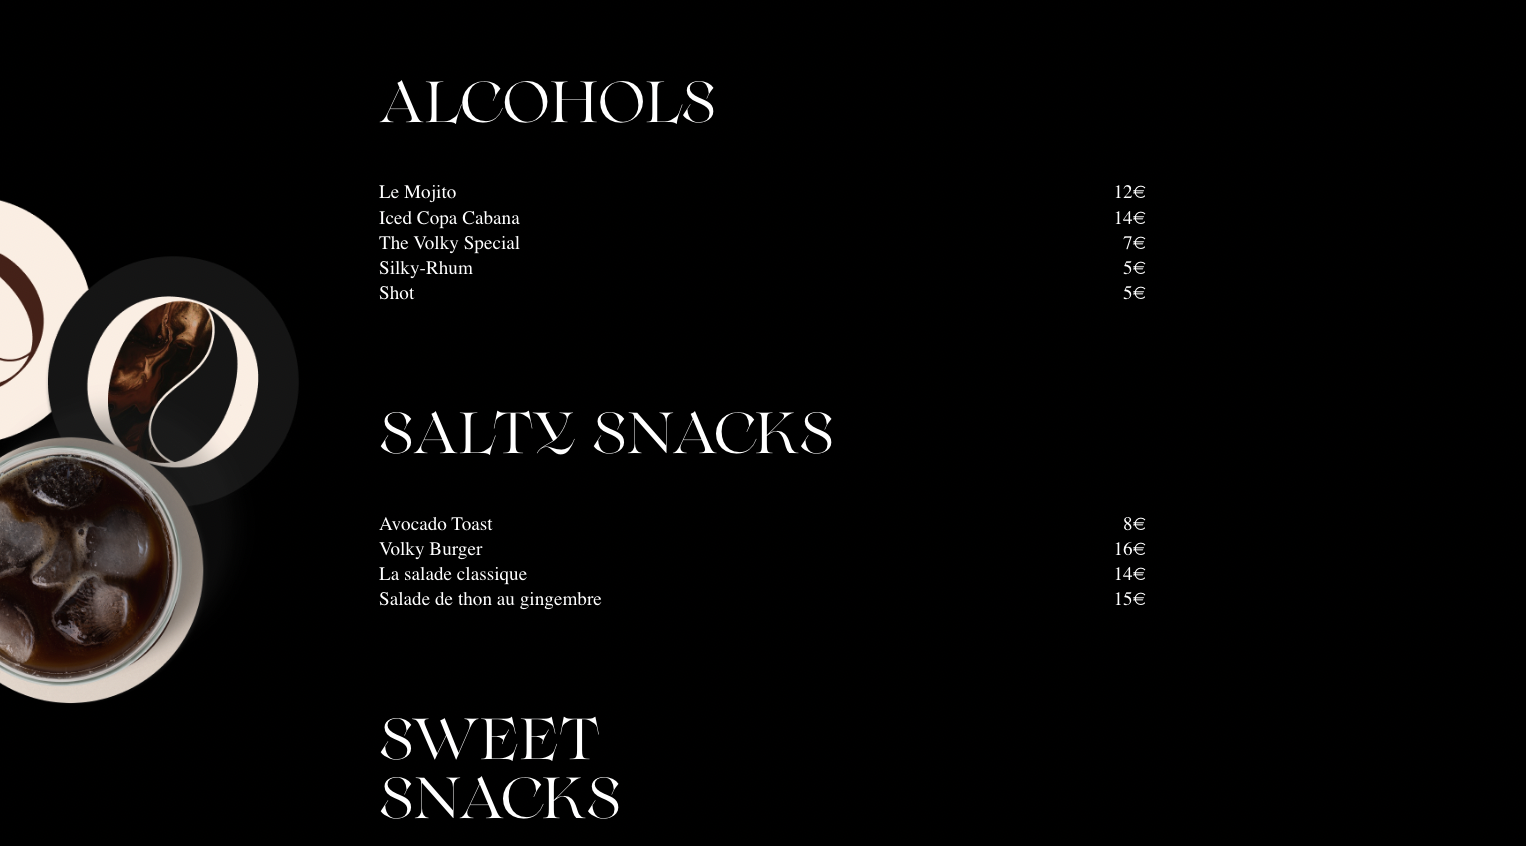 ALCOHOLS
Le Mojito 12€
Iced Copa Cabana 14€
The Volky Special 7€
Silky-Rhum 5€
Shot 5€
SALTY SNACKS
Avocado Toast 8€
Volky Burger 16€
La salade classique 14€
Salade de thon au gingembre 15€
SWEET
SNACKS